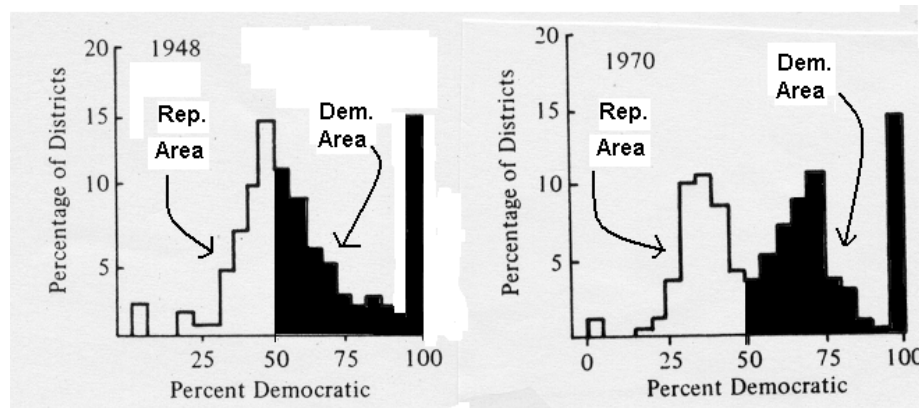 1948
20
15
10
5
Percentage of Districts
Rep.
Area
Dem.
Area
25
50
75
100
Percent Democratic
1970
20
15
10
5
Percentage of Districts
Rep.
Area
Dem.
Area
0
25
50
75
100
Percent Democratic